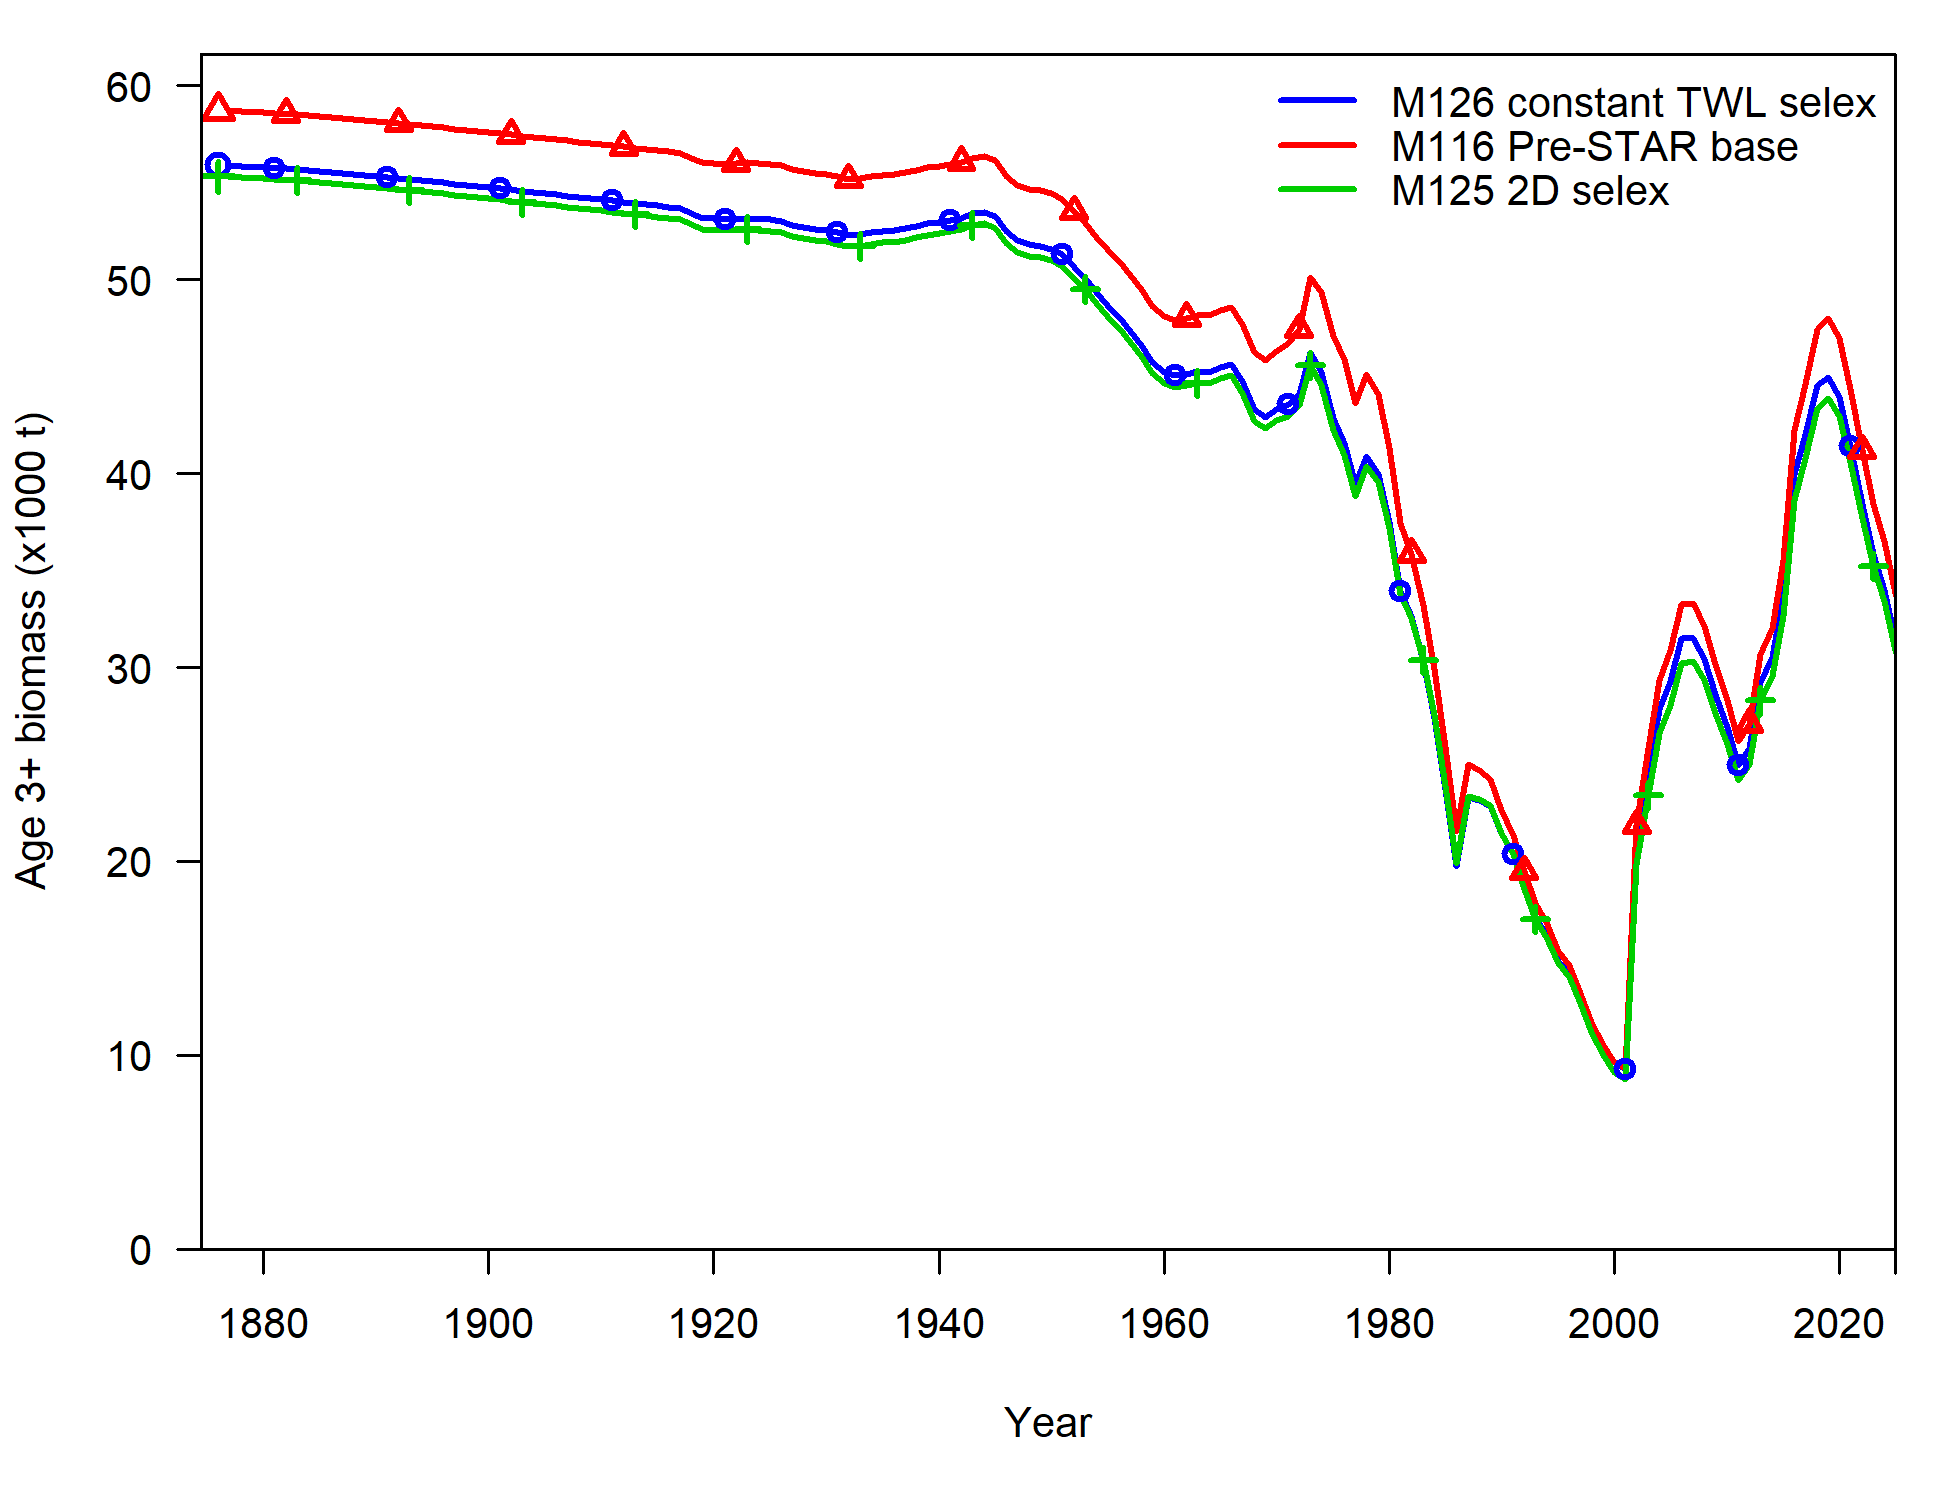 M126 constant TWL selex
M116 Pre-STAR base
M125 2D selex
60
50
40
30
20
10
0
Age 3+ biomass (x1000 t)
1880 1900 1920 1940 1960 1980 2000 2020
Year